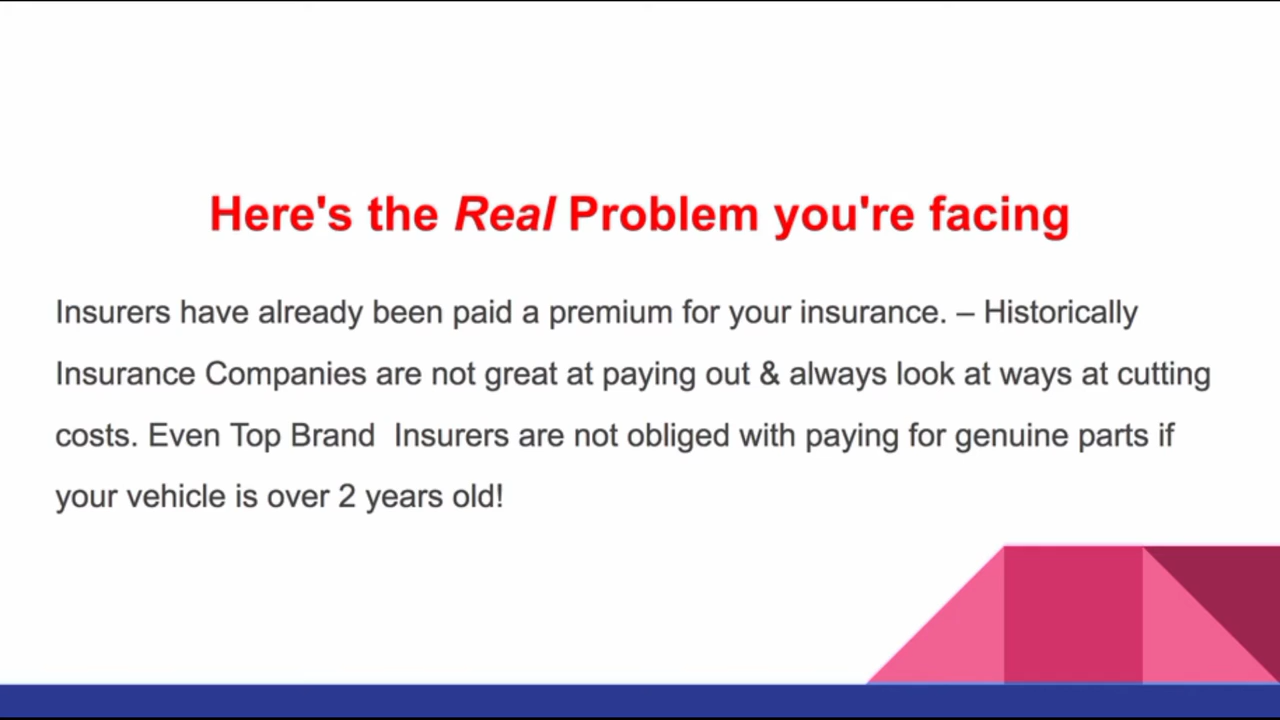 Here's the Real Problem you're facing
Insurers have already been paid a premium for your insurance. – Historically
Insurance Companies are not great at paying out & always look at ways at cutting
costs. Even Top Brand  Insurers are not obliged with paying for genuine parts if
your vehicle is over 2 years old!